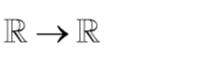 ℝ → ℝ